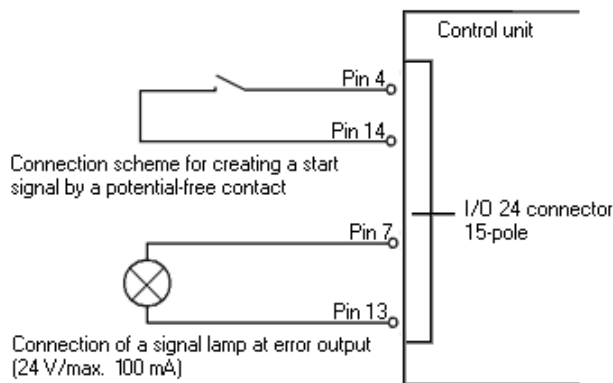 Control unit
Pin 4
Pin 14
Connection scheme for creating a start
signal by a potential-free contact
I/O 24 connector
15-pole
Pin 7
Pin 13
Connection of a signal lamp at error output
(24 V/max. 100 mA)